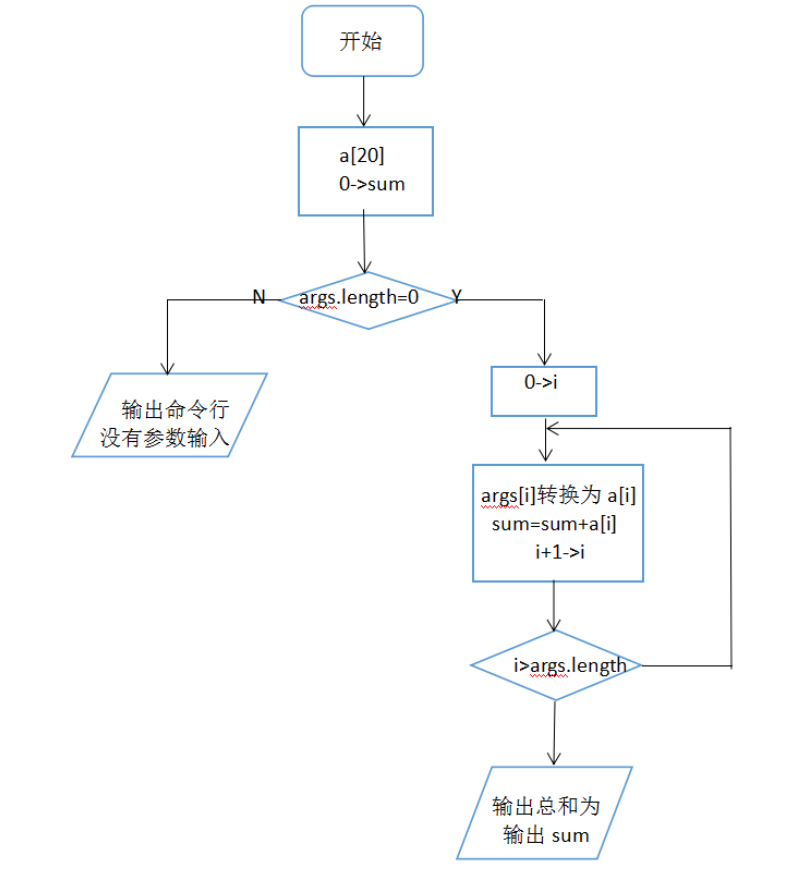 开始
a[20]
0->sum
N
args.length=0
Y
输出命令行
没有参数输入
0->i
args[i]转换为 a[i]
sum=sum+a[i]
i+1->i
i>args.length
输出总和为
输出 sum